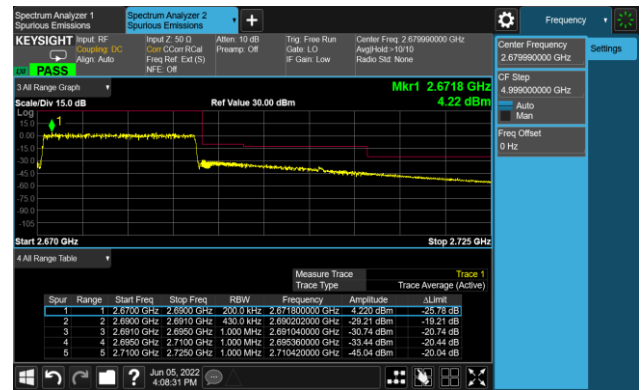 Spectrum Analyzer 1
Spurious Emissions
Spectrum Analyzer 2
Spurious Emissions
Frequency
KEYSIGHT
Input: RF
Coupling: DC
Align: Auto
Input Z: 50 Ω
Corr CCorr RCal
Freq Ref: Ext (S)
NFE: Off
Atten: 10 dB
Preamp: Off
Trig: Free Run
Gate: LO
IF Gain: Low
Center Freq: 2.679990000 GHz
Avg|Hold:>10/10
Radio Std: None
PASS
Center Frequency
2.679990000 GHz
Settings
CF Step
4.999000000 GHz
Auto
Man
Freq Offset
0 Hz
3 All Range Graph
Mkr1 2.6718 GHz
Scale/Div 15.0 dB
Ref Value 30.00 dBm
4.22 dBm
Log
15.0
0.00
-15.0
-30.0
-45.0
-60.0
-75.0
-90.0
-105
1
Start 2.670 GHz
Stop 2.725 GHz
4 All Range Table
Measure Trace Trace 1
Trace Type Trace Average (Active)
Spur Range Start Freq Stop Freq RBW Frequency Amplitude ΔLimit
1 1 2.6700 GHz 2.6900 GHz 200.0 kHz 2.671800000 GHz 4.220 dBm -25.78 dB
2 2 2.6900 GHz 2.6910 GHz 430.0 kHz 2.690202000 GHz -29.21 dBm -19.21 dB
3 3 2.6910 GHz 2.6950 GHz 1.000 MHz 2.691040000 GHz -30.74 dBm -20.74 dB
4 4 2.6950 GHz 2.7100 GHz 1.000 MHz 2.695360000 GHz -33.44 dBm -20.44 dB
5 5 2.7100 GHz 2.7250 GHz 1.000 MHz 2.710420000 GHz -45.04 dBm -20.04 dB
Jun 05, 2022
4:08:31 PM